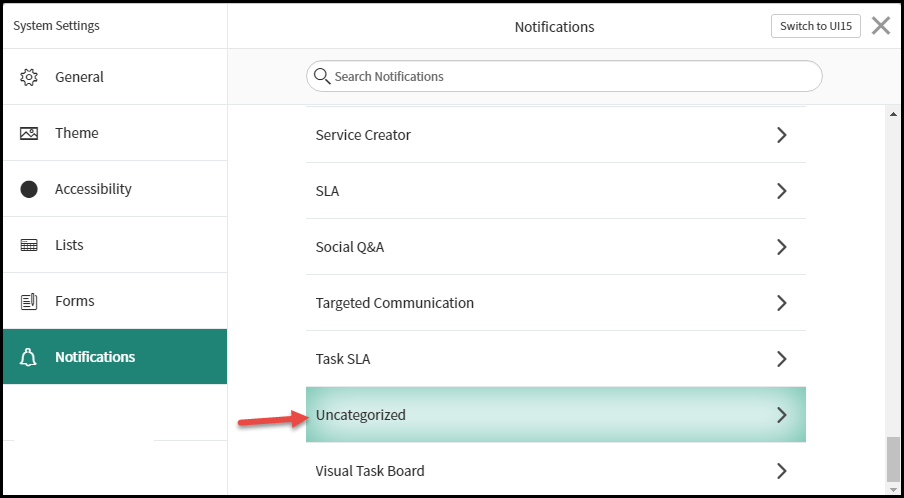 System Settings
Notifications
Switch to UI15
General
Search Notifications
Theme
Service Creator
Accessibility
SLA
Lists
Social Q&A
Forms
Targeted Communication
Notifications
Task SLA
Uncategorized
Visual Task Board